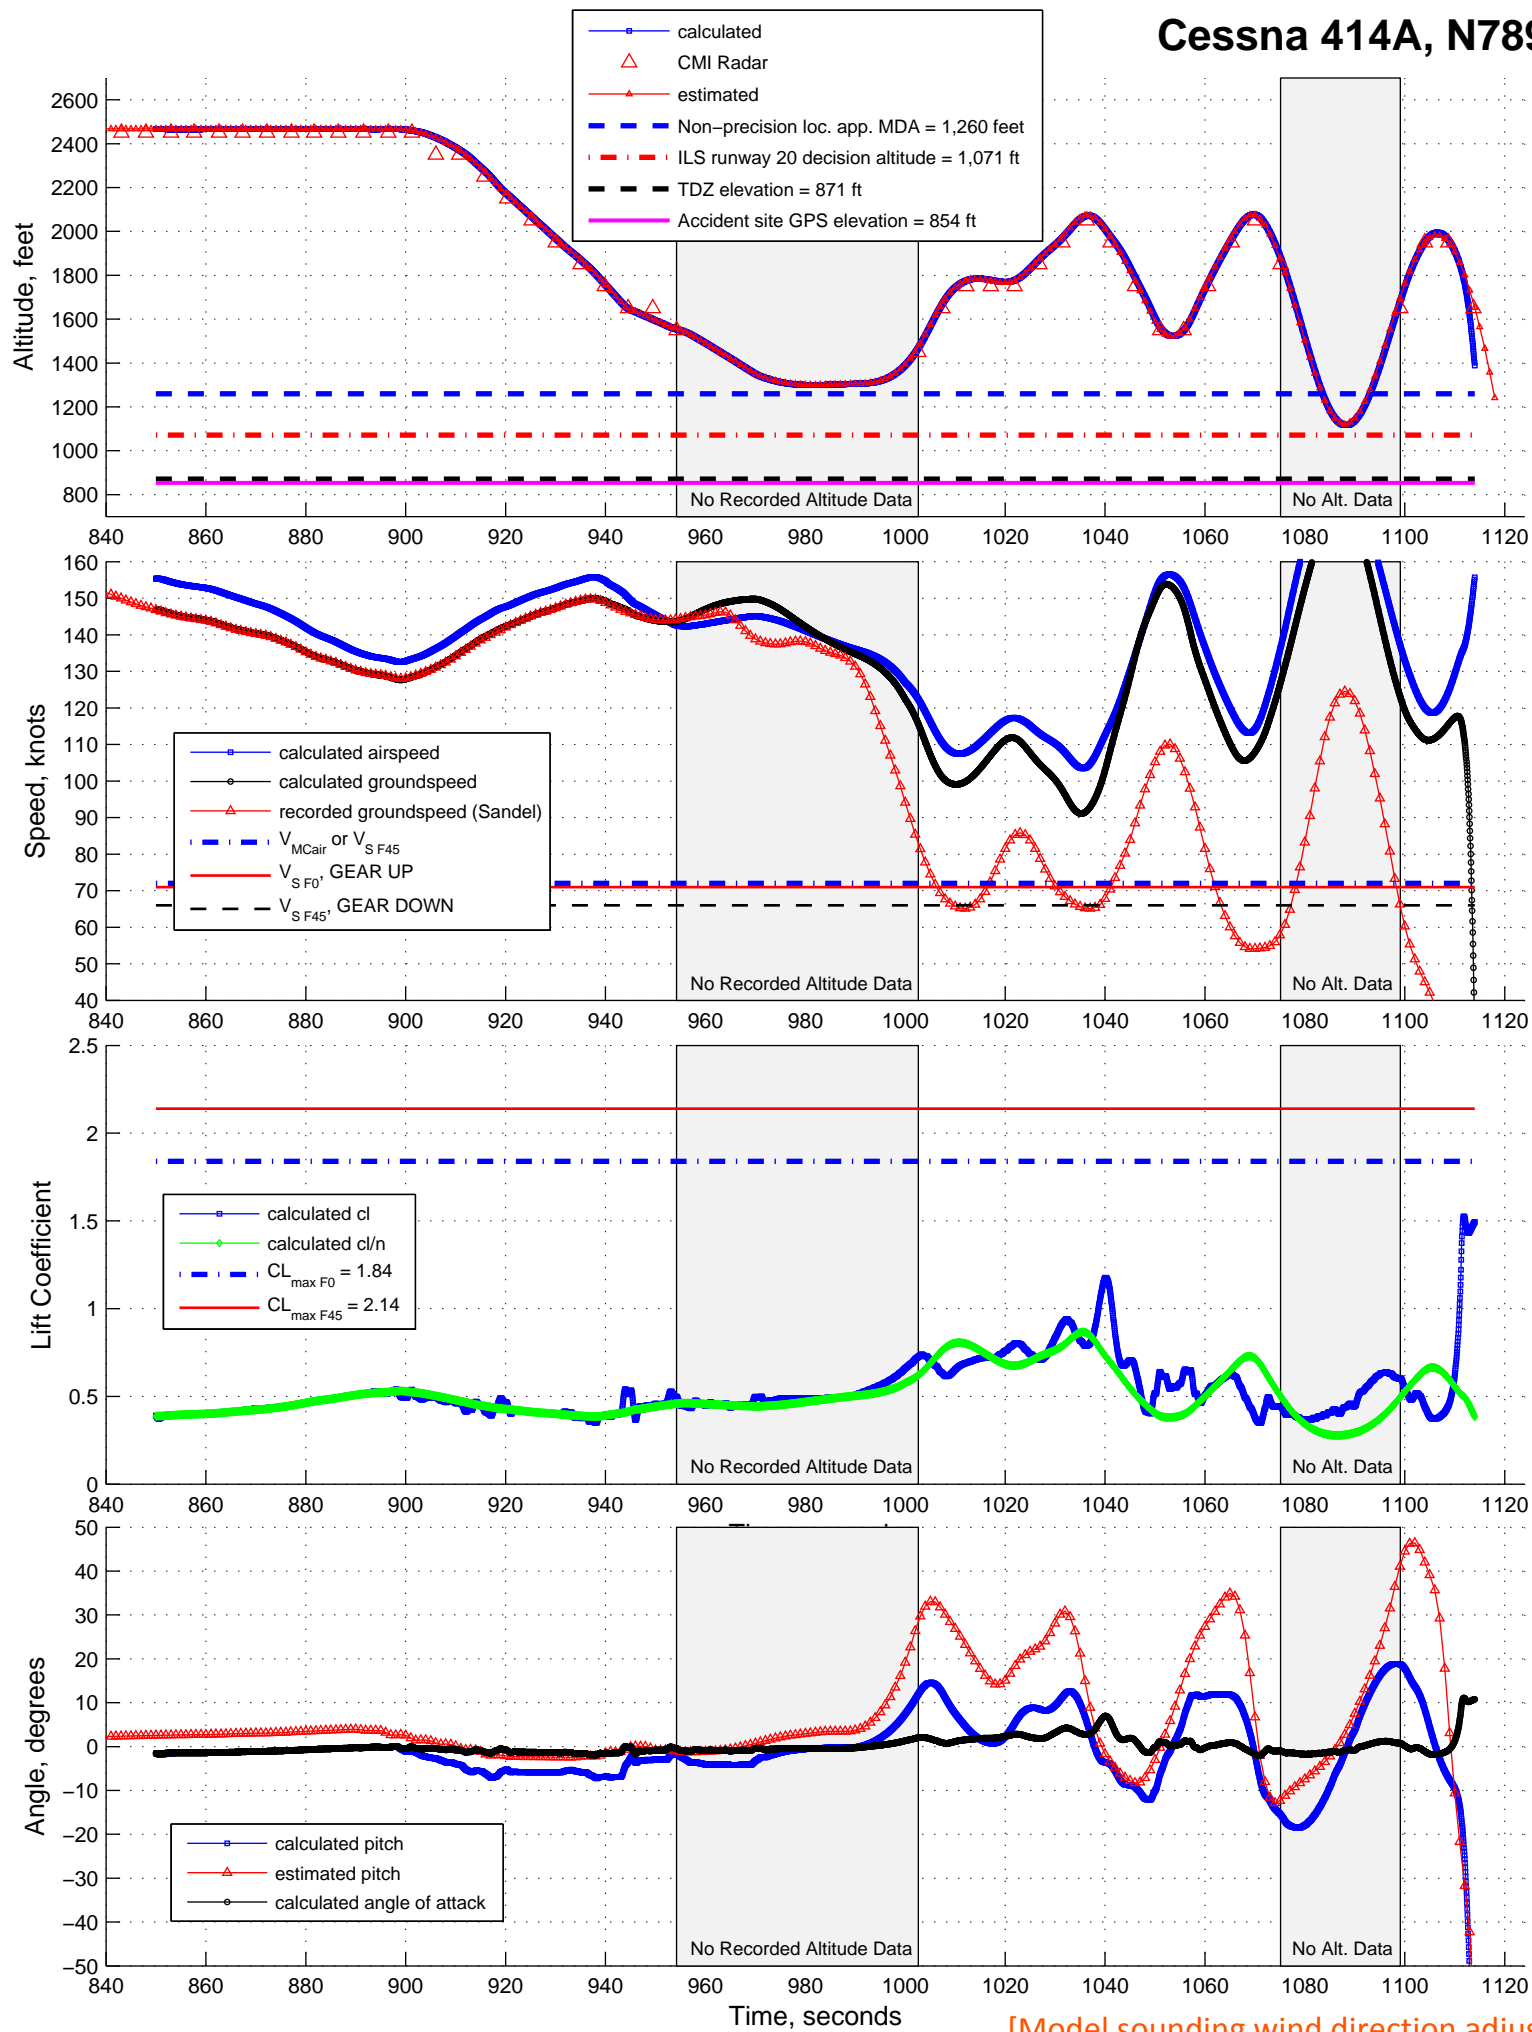 Cessna 414A, N789
calculated
CMI Radar
estimated
Non−precision loc. app. MDA = 1,260 feet
ILS runway 20 decision altitude = 1,071 ft
TDZ elevation = 871 ft
Accident site GPS elevation = 854 ft
Altitude, feet
2600
2400
2200
2000
1800
1600
1400
1200
1000
800
No Recorded Altitude Data
No Alt. Data
840 860 880 900 920 940 960 980 1000 1020 1040 1060 1080 1100 1120
Speed, knots
160
150
140
130
120
110
100
90
80
70
60
50
40
calculated airspeed
calculated groundspeed
recorded groundspeed (Sandel)
VMCair or VS F45
VS F0, GEAR UP
VS F45, GEAR DOWN
No Recorded Altitude Data
No Alt. Data
840 860 880 900 920 940 960 980 1000 1020 1040 1060 1080 1100 1120
Lift Coefficient
2.5
2
1.5
1
0.5
0
calculated cl
calculated cl/n
CLmax F0 = 1.84
CLmax F45 = 2.14
No Recorded Altitude Data
No Alt. Data
840 860 880 900 920 940 960 980 1000 1020 1040 1060 1080 1100 1120
Angle, degrees
50
40
30
20
10
0
−10
−20
−30
−40
−50
calculated pitch
estimated pitch
calculated angle of attack
No Recorded Altitude Data
No Alt. Data
840 860 880 900 920 940 960 980 1000 1020 1040 1060 1080 1100 1120
Time, seconds
[Model sounding wind direction adjus